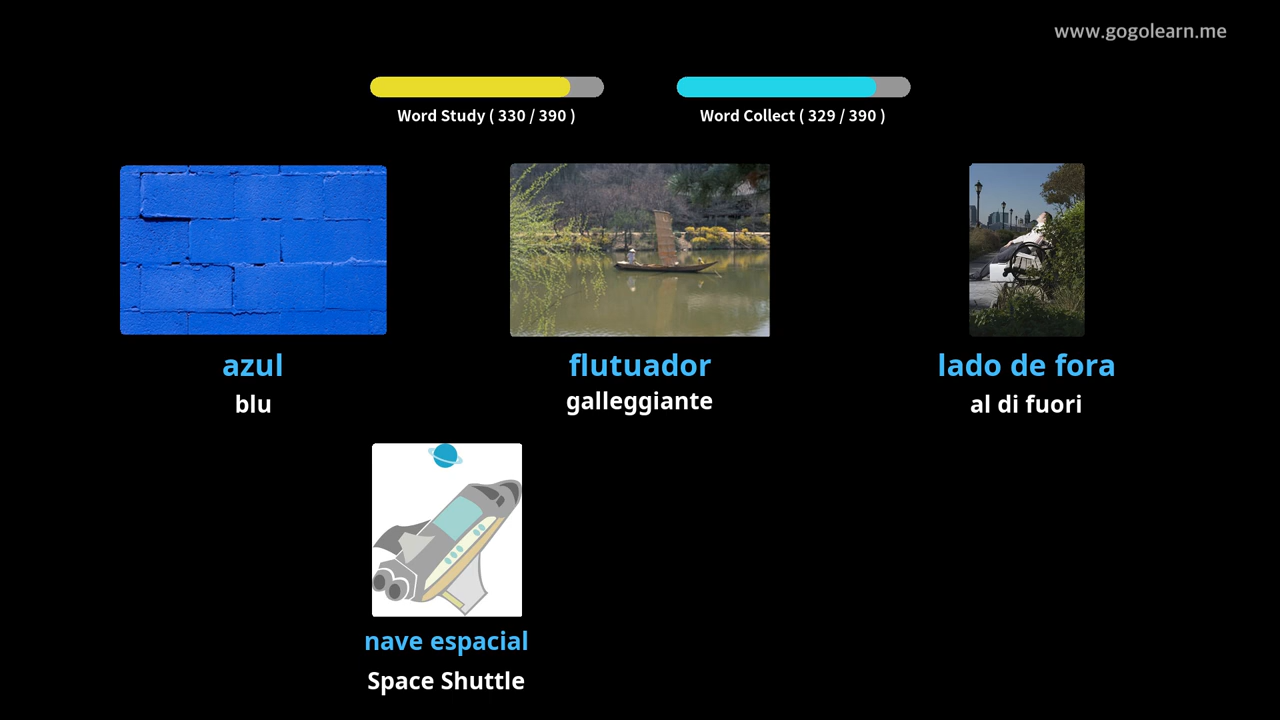 www.gogolearn.me
Word Study ( 330 / 390 )
Word Collect ( 329 / 390 )
azul
blu
flutuador
galleggiante
lado de fora
al di fuori
nave espacial
Space Shuttle